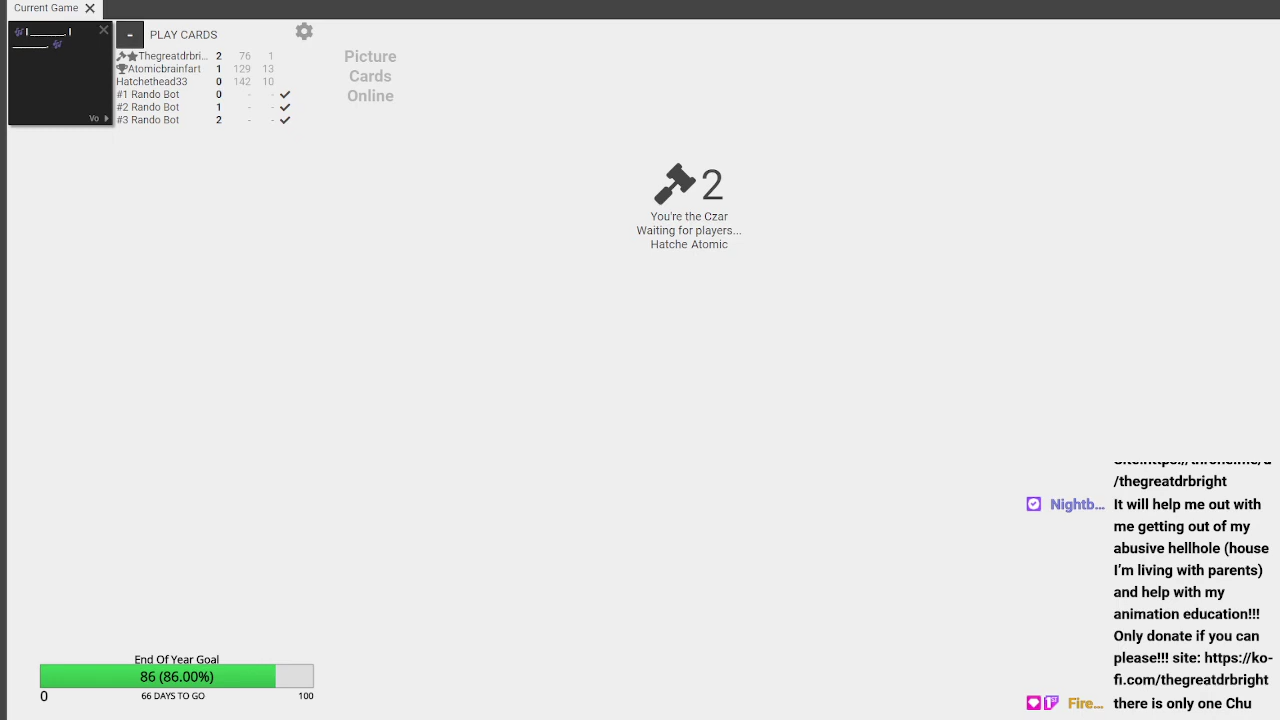 Current Game
I ______, I
______.
Vo
-
PLAY CARDS
Thegreatdrbri... 2 76 1
Atomicbrainfart 1 129 13
Hatchethead33 0 142 10
#1 Rando Bot 0 - -
#2 Rando Bot 1 - -
#3 Rando Bot 2 - -
Picture
Cards
Online
2
You're the Czar
Waiting for players...
Hatche Atomic
/thegreatdrbright
Nightb... It will help me out with
me getting out of my
abusive hellhole (house
I'm living with parents)
and help with my
animation education!!!
Only donate if you can
please!!! site: https://ko-
fi.com/thegreatdrbright
Fire... there is only one Chu
End Of Year Goal
86 (86.00%)
0 66 DAYS TO GO 100